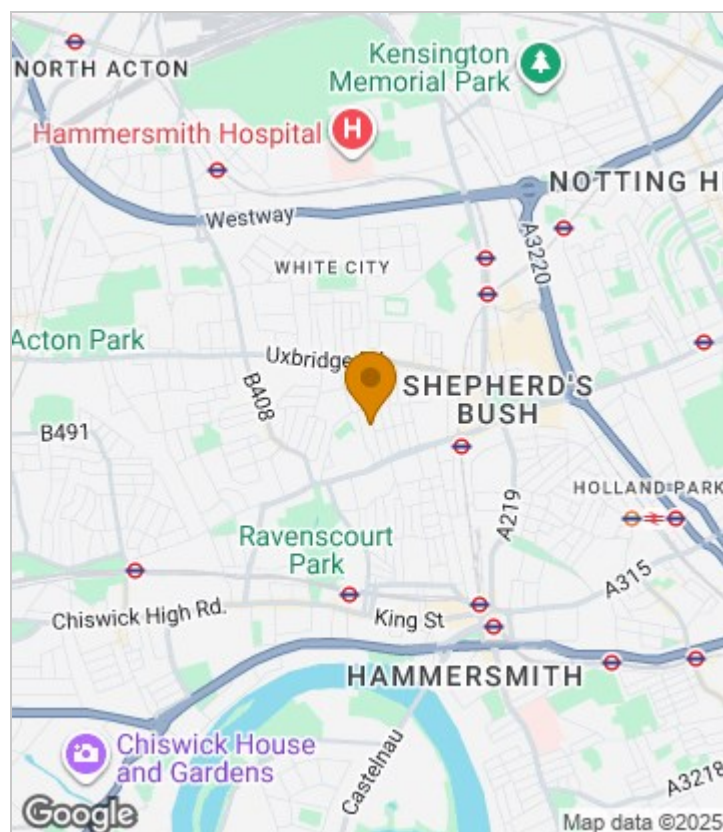 NORTH ACTON
Kensington
Memorial Park
Hammersmith Hospital
H
NOTTING H
Westway
A3220
WHITE CITY
Acton Park
Uxbridge
B408
SHEPHERD'S
BUSH
B491
HOLLAND PARK
A219
Ravenscourt
Park
A315
Chiswick High Rd.
King St
HAMMERSMITH
Chiswick House
and Gardens
Castelnau
A3218
Google
Map data ©2025